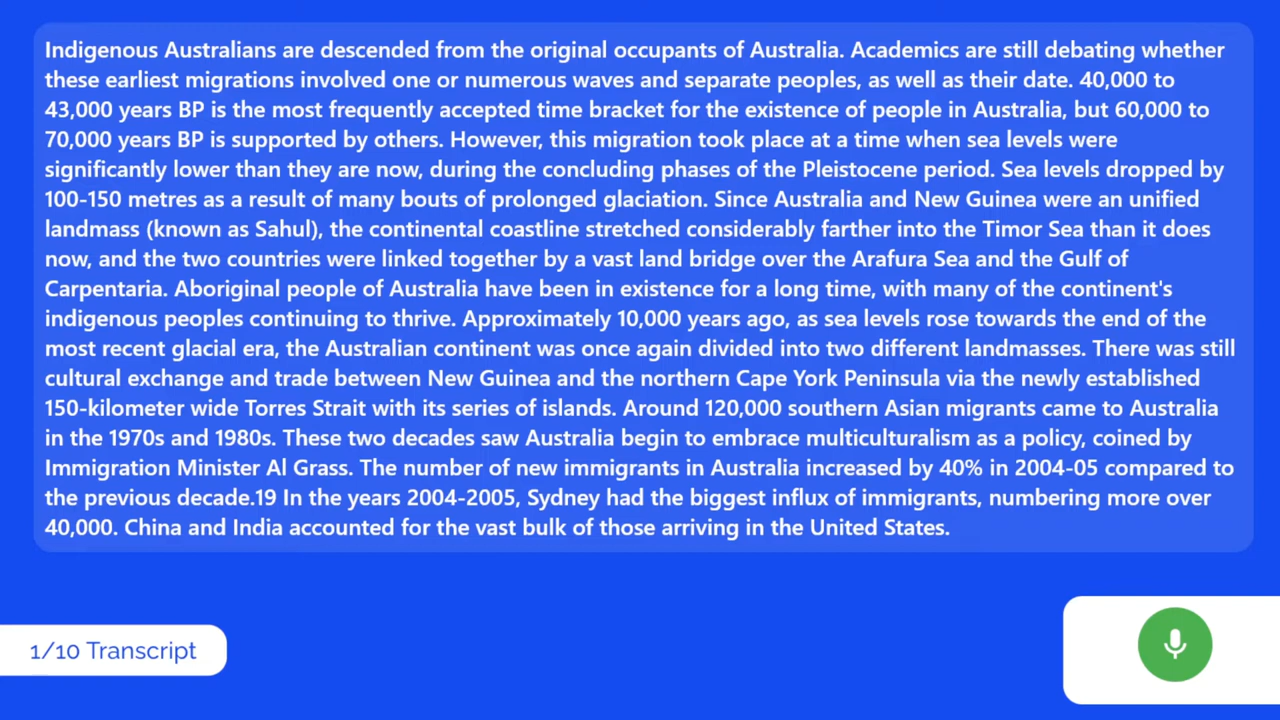 Indigenous Australians are descended from the original occupants of Australia. Academics are still debating whether
these earliest migrations involved one or numerous waves and separate peoples, as well as their date. 40,000 to
43,000 years BP is the most frequently accepted time bracket for the existence of people in Australia, but 60,000 to
70,000 years BP is supported by others. However, this migration took place at a time when sea levels were
significantly lower than they are now, during the concluding phases of the Pleistocene period. Sea levels dropped by
100-150 metres as a result of many bouts of prolonged glaciation. Since Australia and New Guinea were an unified
landmass (known as Sahul), the continental coastline stretched considerably farther into the Timor Sea than it does
now, and the two countries were linked together by a vast land bridge over the Arafura Sea and the Gulf of
Carpentaria. Aboriginal people of Australia have been in existence for a long time, with many of the continent's
indigenous peoples continuing to thrive. Approximately 10,000 years ago, as sea levels rose towards the end of the
most recent glacial era, the Australian continent was once again divided into two different landmasses. There was still
cultural exchange and trade between New Guinea and the northern Cape York Peninsula via the newly established
150-kilometer wide Torres Strait with its series of islands. Around 120,000 southern Asian migrants came to Australia
in the 1970s and 1980s. These two decades saw Australia begin to embrace multiculturalism as a policy, coined by
Immigration Minister Al Grass. The number of new immigrants in Australia increased by 40% in 2004-05 compared to
the previous decade.19 In the years 2004-2005, Sydney had the biggest influx of immigrants, numbering more over
40,000. China and India accounted for the vast bulk of those arriving in the United States.
1/10 Transcript